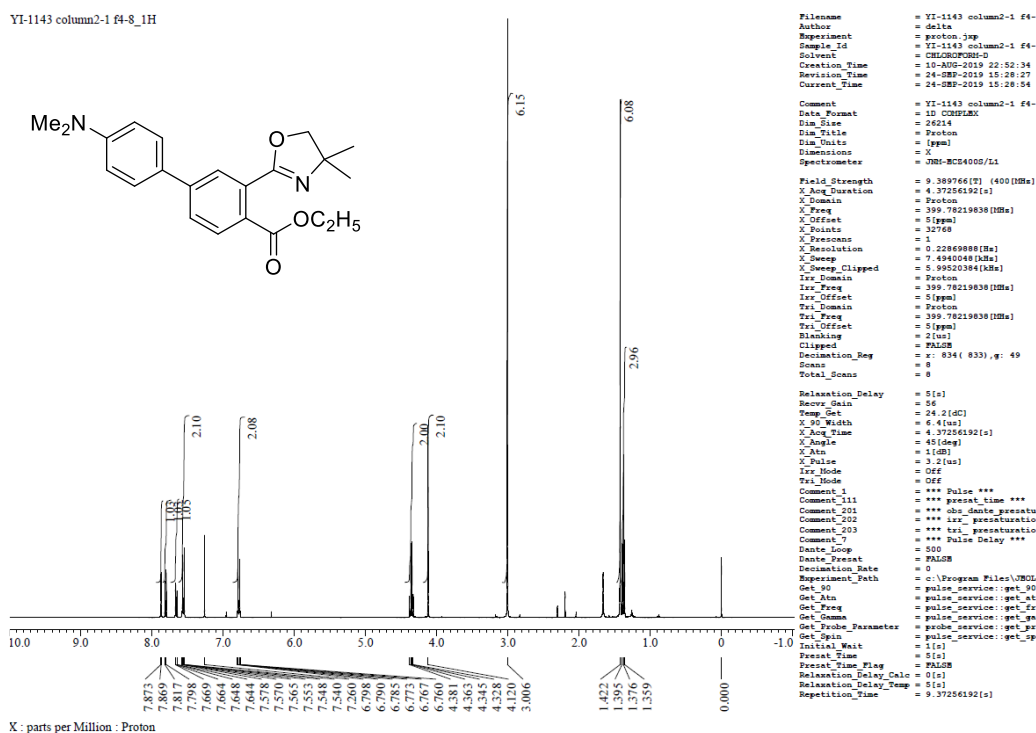 YI-1143 column2-1 f4-8_1H
Me2N
O
N
OC2H5
O
6.15
6.08
2.96
2.10
2.08
2.00
2.10
1.03
1.05
10.0 9.0 8.0 7.0 6.0 5.0 4.0 3.0 2.0 1.0 0 -1.0
7.873
7.869
7.817
7.798
7.669
7.664
7.648
7.644
7.578
7.570
7.565
7.553
7.548
7.540
7.260
6.798
6.790
6.785
6.773
6.767
6.760
4.381
4.363
4.345
4.328
4.120
3.006
1.422
1.395
1.376
1.359
0.000
X : parts per Million : Proton
Filename = YI-1143 column2-1 f4-
Author = delta
Experiment = proton.jxp
Sample_Id = YI-1143 column2-1 f4-
Solvent = CHLOROFORM-D
Creation_Time = 10-AUG-2019 22:52:34
Revision_Time = 24-SEP-2019 15:28:27
Current_Time = 24-SEP-2019 15:28:54
Comment = YI-1143 column2-1 f4-
Data_Format = 1D COMPLEX
Dim_Size = 26214
Dim_Title = Proton
Dim_Units = [ppm]
Dimensions = X
Spectrometer = JNM-ECZ400S/L1
Field_Strength = 9.389766[T] (400[MHz]
X_Acq_Duration = 4.37256192[s]
X_Domain = Proton
X_Freq = 399.78219838[MHz]
X_Offset = 5[ppm]
X_Points = 32768
X_Prescans = 1
X_Resolution = 0.22869888[Hz]
X_Sweep = 7.4940048[kHz]
X_Sweep_Clipped = 5.99520384[kHz]
Irr_Domain = Proton
Irr_Freq = 399.78219838[MHz]
Irr_Offset = 5[ppm]
Tri_Domain = Proton
Tri_Freq = 399.78219838[MHz]
Tri_Offset = 5[ppm]
Blanking = 2[us]
Clipped = FALSE
Decimation_Reg = r: 834( 833),g: 49
Scans = 8
Total_Scans = 8
Relaxation_Delay = 5[s]
Recvr_Gain = 56
Temp_Get = 24.2[dC]
X_90_Width = 6.4[us]
X_Acq_Time = 4.37256192[s]
X_Angle = 45[deg]
X_Atn = 1[dB]
X_Pulse = 3.2[us]
Irr_Mode = Off
Tri_Mode = Off
Comment_1 = *** Pulse ***
Comment_111 = *** presat_time ***
Comment_201 = *** obs_dante_presatu
Comment_202 = *** irr_ presaturatio
Comment_203 = *** tri_ presaturatio
Comment_7 = *** Pulse Delay ***
Dante_Loop = 500
Dante_Presat = FALSE
Decimation_Rate = 0
Experiment_Path = c:\Program Files\JEOL
Get_90 = pulse_service::get_90
Get_Atn = pulse_service::get_at
Get_Freq = pulse_service::get_fr
Get_Gamma = pulse_service::get_ga
Get_Probe_Parameter = probe_service::get_pr
Get_Spin = pulse_service::get_sp
Initial_Wait = 1[s]
Presat_Time = 5[s]
Presat_Time_Flag = FALSE
Relaxation_Delay_Calc = 0[s]
Relaxation_Delay_Temp = 5[s]
Repetition_Time = 9.37256192[s]